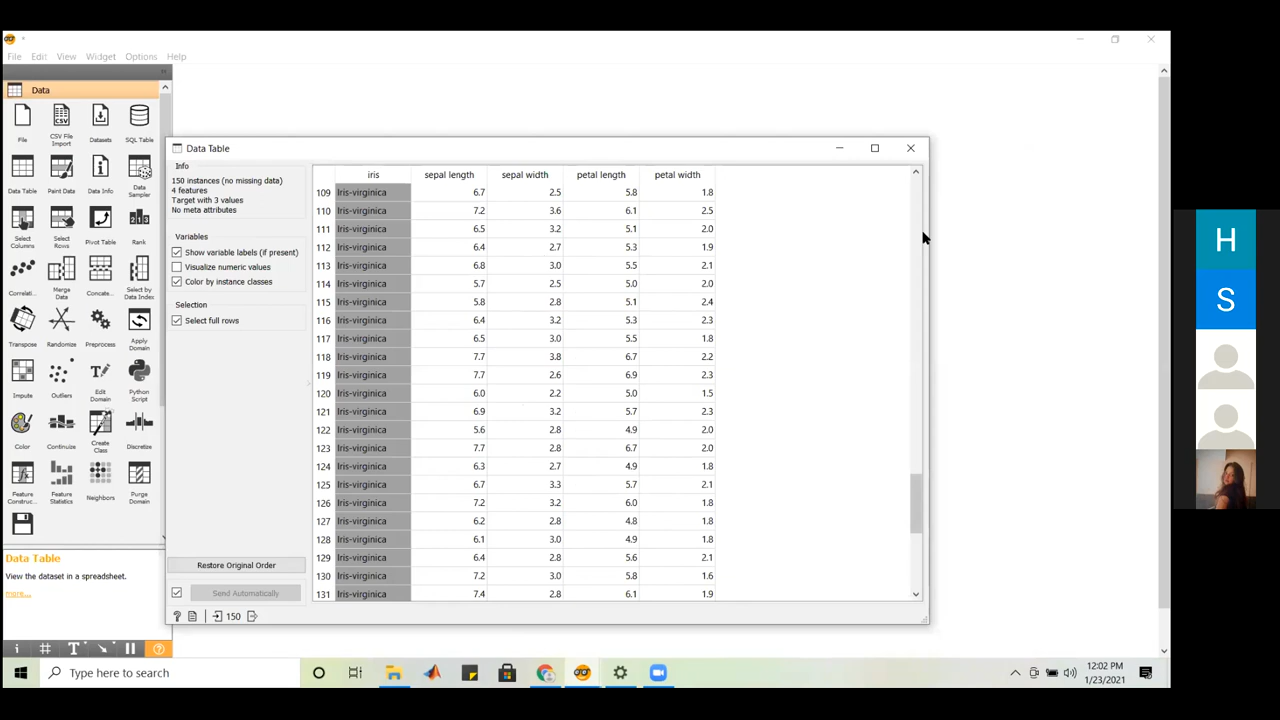 File Edit View Widget Options Help
Data
File CSV File Import Datasets SQL Table
Data Table Paint Data Data Info Data Sampler
Select Columns Select Rows Pivot Table Rank
Correlati... Merge Data Concate... Select by Data Index
Transpose Randomize Preprocess Apply Domain
Impute Outliers Edit Domain Python Script
Color Continuize Create Class Discretize
Feature Construc... Feature Statistics Neighbors Purge Domain
Data Table
View the dataset in a spreadsheet.
more...
Data Table
Info
150 instances (no missing data)
4 features
Target with 3 values
No meta attributes
Variables
Show variable labels (if present)
Visualize numeric values
Color by instance classes
Selection
Select full rows
Restore Original Order
Send Automatically
150
iris sepal length sepal width petal length petal width
109 Iris-virginica 6.7 2.5 5.8 1.8
110 Iris-virginica 7.2 3.6 6.1 2.5
111 Iris-virginica 6.5 3.2 5.1 2.0
112 Iris-virginica 6.4 2.7 5.3 1.9
113 Iris-virginica 6.8 3.0 5.5 2.1
114 Iris-virginica 5.7 2.5 5.0 2.0
115 Iris-virginica 5.8 2.8 5.1 2.4
116 Iris-virginica 6.4 3.2 5.3 2.3
117 Iris-virginica 6.5 3.0 5.5 1.8
118 Iris-virginica 7.7 3.8 6.7 2.2
119 Iris-virginica 7.7 2.6 6.9 2.3
120 Iris-virginica 6.0 2.2 5.0 1.5
121 Iris-virginica 6.9 3.2 5.7 2.3
122 Iris-virginica 5.6 2.8 4.9 2.0
123 Iris-virginica 7.7 2.8 6.7 2.0
124 Iris-virginica 6.3 2.7 4.9 1.8
125 Iris-virginica 6.7 3.3 5.7 2.1
126 Iris-virginica 7.2 3.2 6.0 1.8
127 Iris-virginica 6.2 2.8 4.8 1.8
128 Iris-virginica 6.1 3.0 4.9 1.8
129 Iris-virginica 6.4 2.8 5.6 2.1
130 Iris-virginica 7.2 3.0 5.8 1.6
131 Iris-virginica 7.4 2.8 6.1 1.9
H
S
Type here to search
12:02 PM
1/23/2021